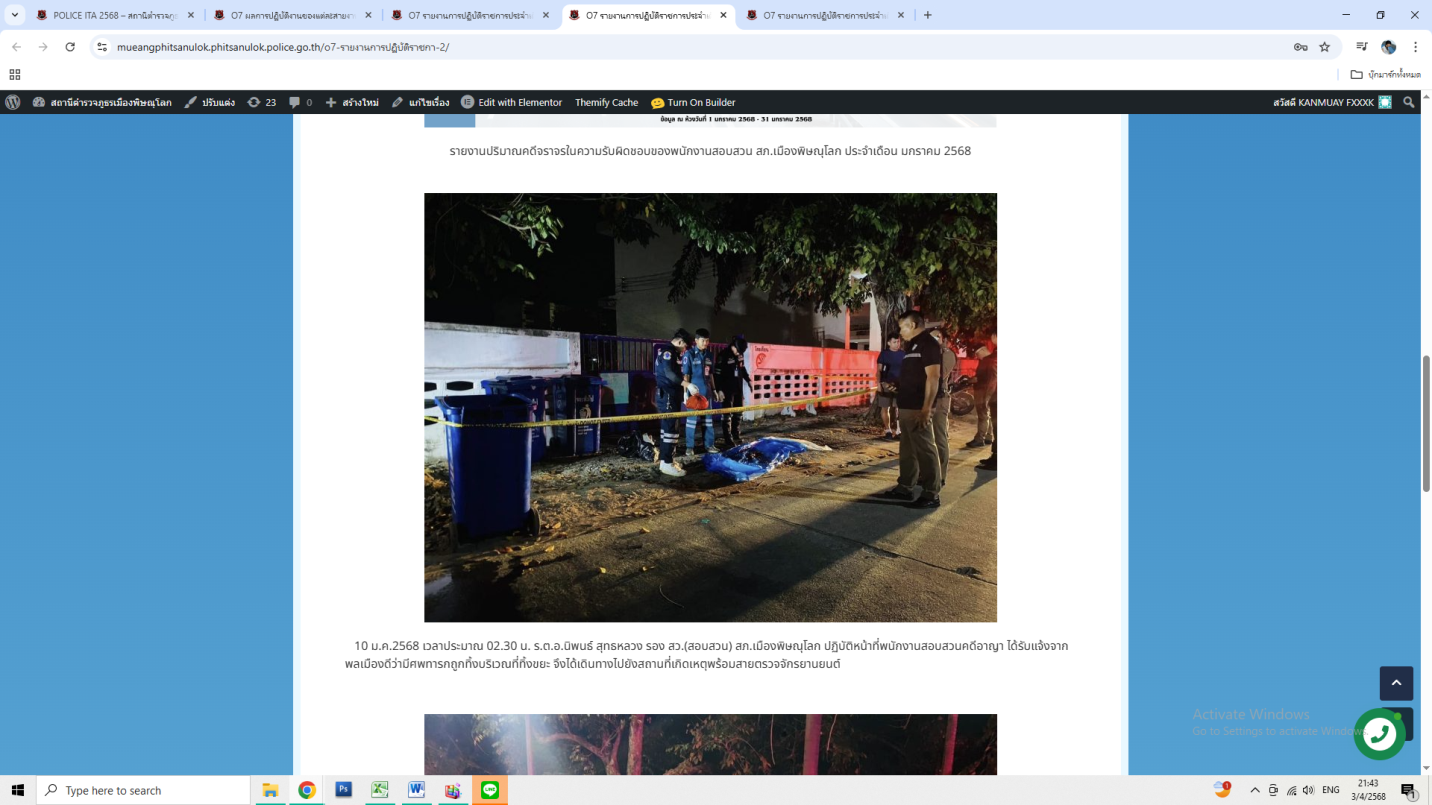 POLICE ITA 2568 – สถานีตำรวจภู
O7 ผลการปฏิบัติงานของแต่ละสายงา
O7 รายงานการปฏิบัติราชการประจำเ
O7 รายงานการปฏิบัติราชการประจำเ
O7 รายงานการปฏิบัติราชการประจำเ
mueangphitsanulok.phitsanulok.police.go.th/o7-รายงานการปฏิบัติราชกา-2/
บุ๊กมาร์กทั้งหมด
สถานีตำรวจภูธรเมืองพิษณุโลก ปรับแต่ง 23 0 สร้างใหม่ แก้ไขเรื่อง Edit with Elementor Themify Cache Turn On Builder สวัสดี KANMUAY FXXXK
ข้อมูล ณ ห้วงวันที่ 1 มกราคม 2568 - 31 มกราคม 2568
รายงานปริมาณคดีจราจรในความรับผิดชอบของพนักงานสอบสวน สภ.เมืองพิษณุโลก ประจำเดือน มกราคม 2568
10 ม.ค.2568 เวลาประมาณ 02.30 น. ร.ต.อ.นิพนธ์ สุทธหลวง รอง สว.(สอบสวน) สภ.เมืองพิษณุโลก ปฏิบัติหน้าที่พนักงานสอบสวนคดีอาญา ได้รับแจ้งจาก
พลเมืองดีว่ามีศพทารกถูกทิ้งบริเวณที่ทิ้งขยะ จึงได้เดินทางไปยังสถานที่เกิดเหตุพร้อมสายตรวจจักรยานยนต์
Activate Windows
Go to Settings to activate Windows.
Type here to search
1
ENG
21:43
3/4/2568
1